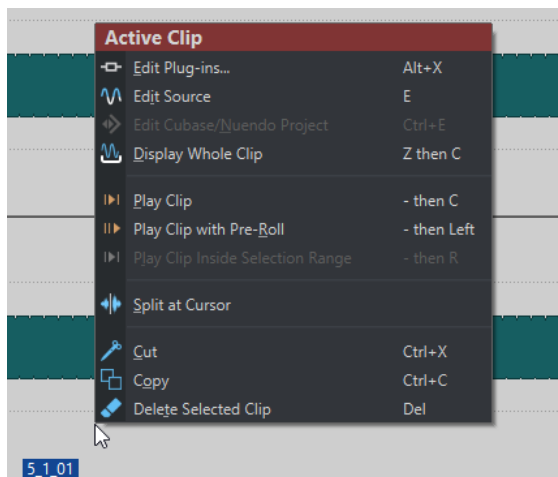 Active Clip
Edit Plug-ins... Alt+X
Edit Source E
Edit Cubase/Nuendo Project Ctrl+E
Display Whole Clip Z then C
Play Clip - then C
Play Clip with Pre-Roll - then Left
Play Clip Inside Selection Range - then R
Split at Cursor
Cut Ctrl+X
Copy Ctrl+C
Delete Selected Clip Del
5_1_01